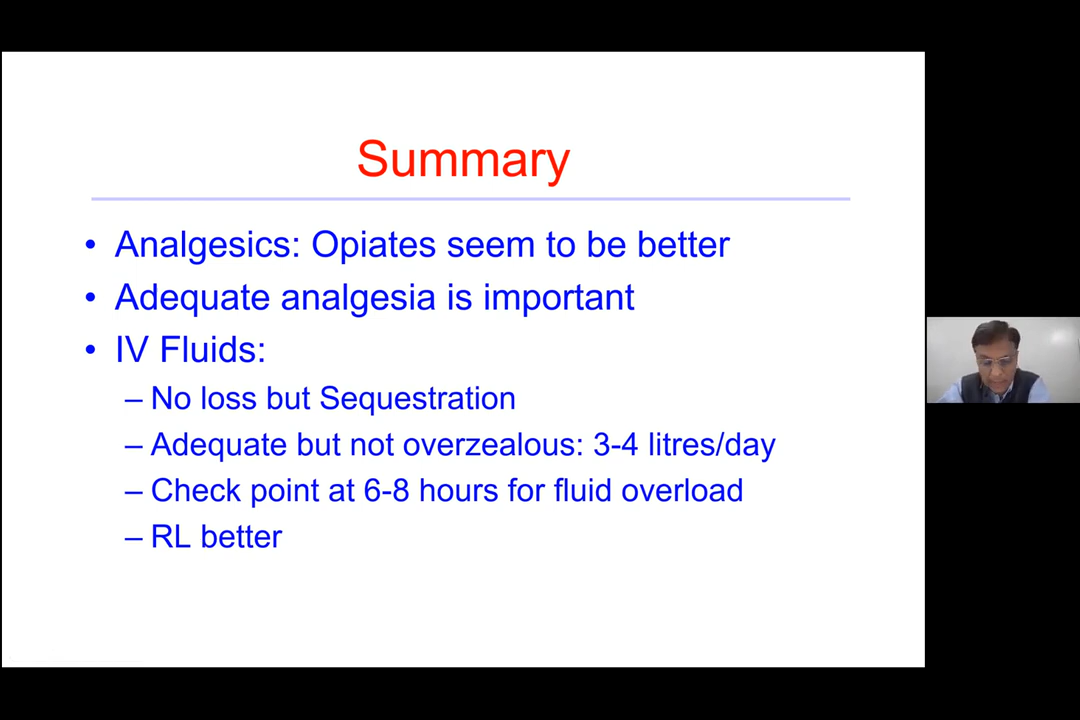 Summary
• Analgesics: Opiates seem to be better
• Adequate analgesia is important
• IV Fluids:
– No loss but Sequestration
– Adequate but not overzealous: 3-4 litres/day
– Check point at 6-8 hours for fluid overload
– RL better